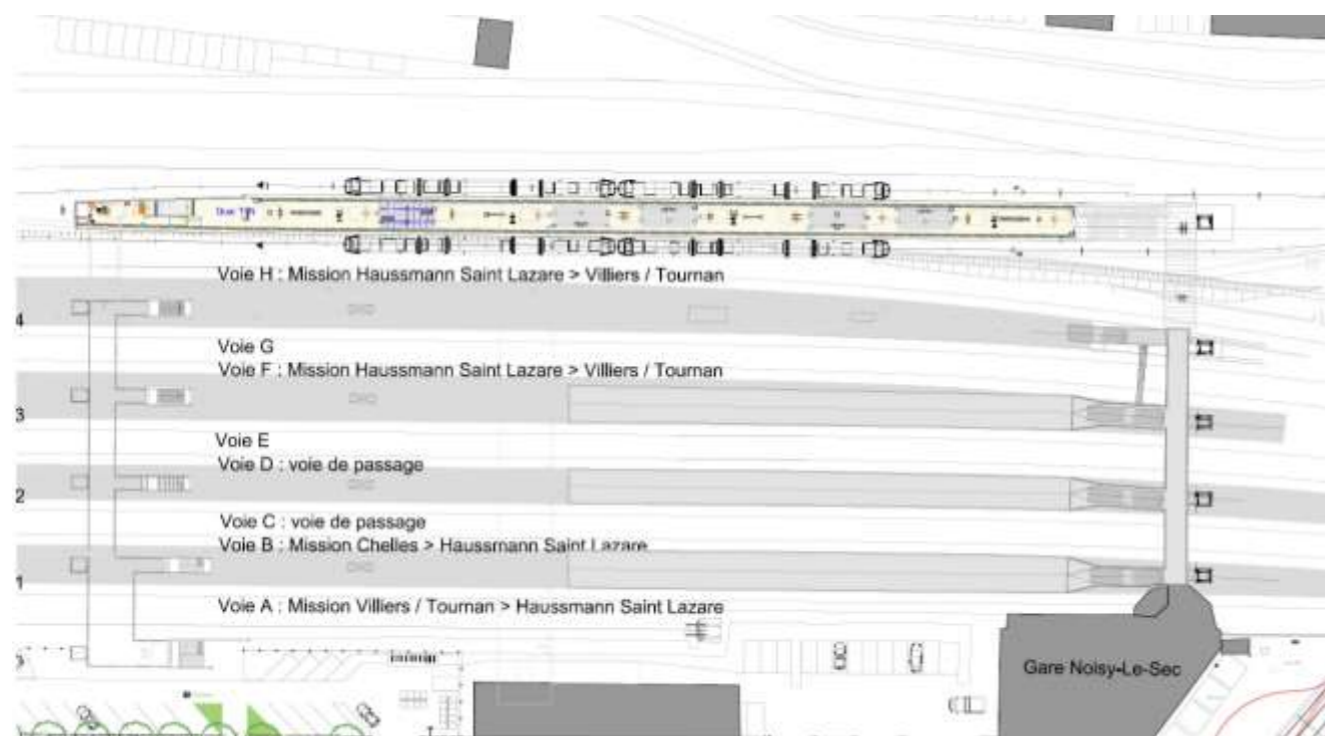 Voie H : Mission Haussmann Saint Lazare > Villiers / Tournan
4
Voie G
Voie F : Mission Haussmann Saint Lazare > Villiers / Tournan
3
Voie E
Voie D : voie de passage
2
Voie C : voie de passage
Voie B : Mission Chelles > Haussmann Saint Lazare
1
Voie A : Mission Villiers / Tournan > Haussmann Saint Lazare
Gare Noisy-Le-Sec